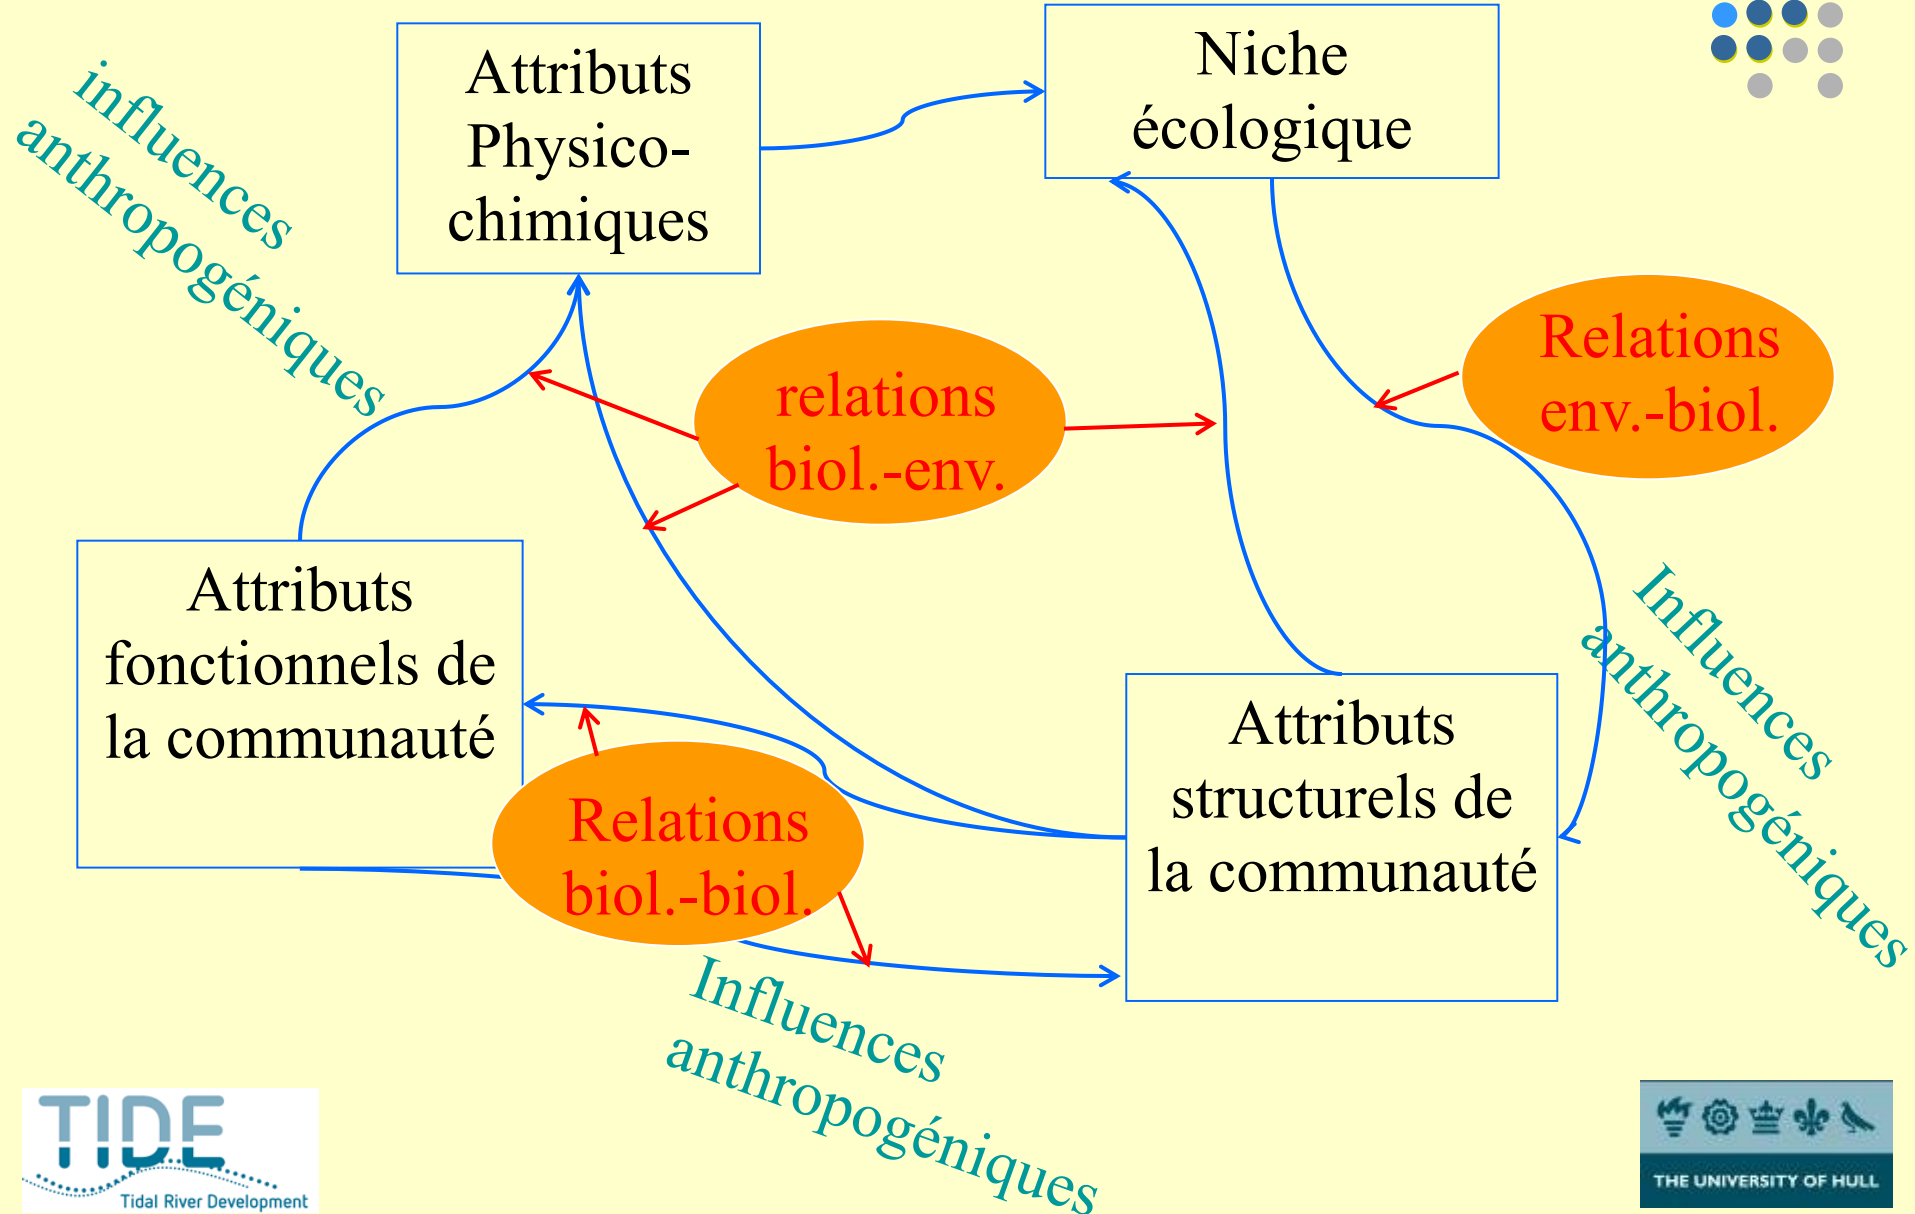 Attributs
Physico-
chimiques
Niche
écologique
influences
anthropogéniques
relations
biol.-env.
Relations
env.-biol.
Attributs
fonctionnels de
la communauté
Attributs
structurels de
la communauté
Influences
anthropogéniques
Relations
biol.-biol.
Influences
anthropogéniques
TIDE
Tidal River Development
THE UNIVERSITY OF HULL